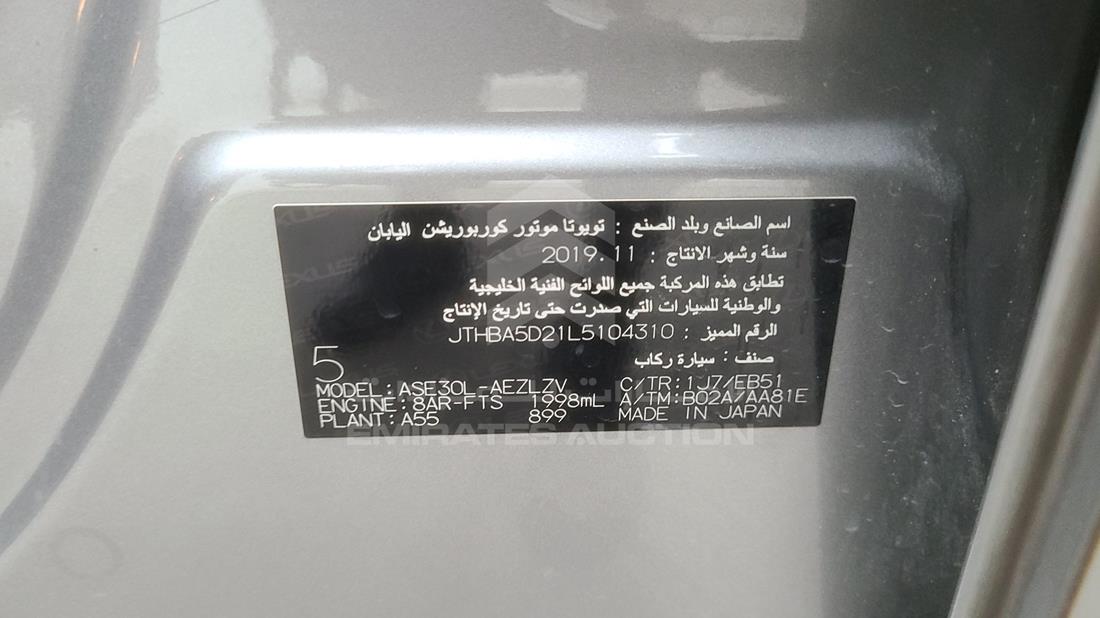 اسم الصانع وبلد الصنع : تويوتا موتور كوربوريشن اليابان
سنة وشهر الانتاج : 2019.11
تطابق هذه المركبة جميع اللوائح الفنية الخليجية
والوطنية للسيارات التي صدرت حتى تاريخ الإنتاج
الرقم المميز : JTHBA5D21L5104310
صنف : سيارة ركاب
5
MODEL:ASE30L-AEZLZV C/TR:1J7/EB51
ENGINE:8AR-FTS 1998mL A/TM:B02A/AA81E
PLANT:A55 899 MADE IN JAPAN
EMIRATES AUCTION